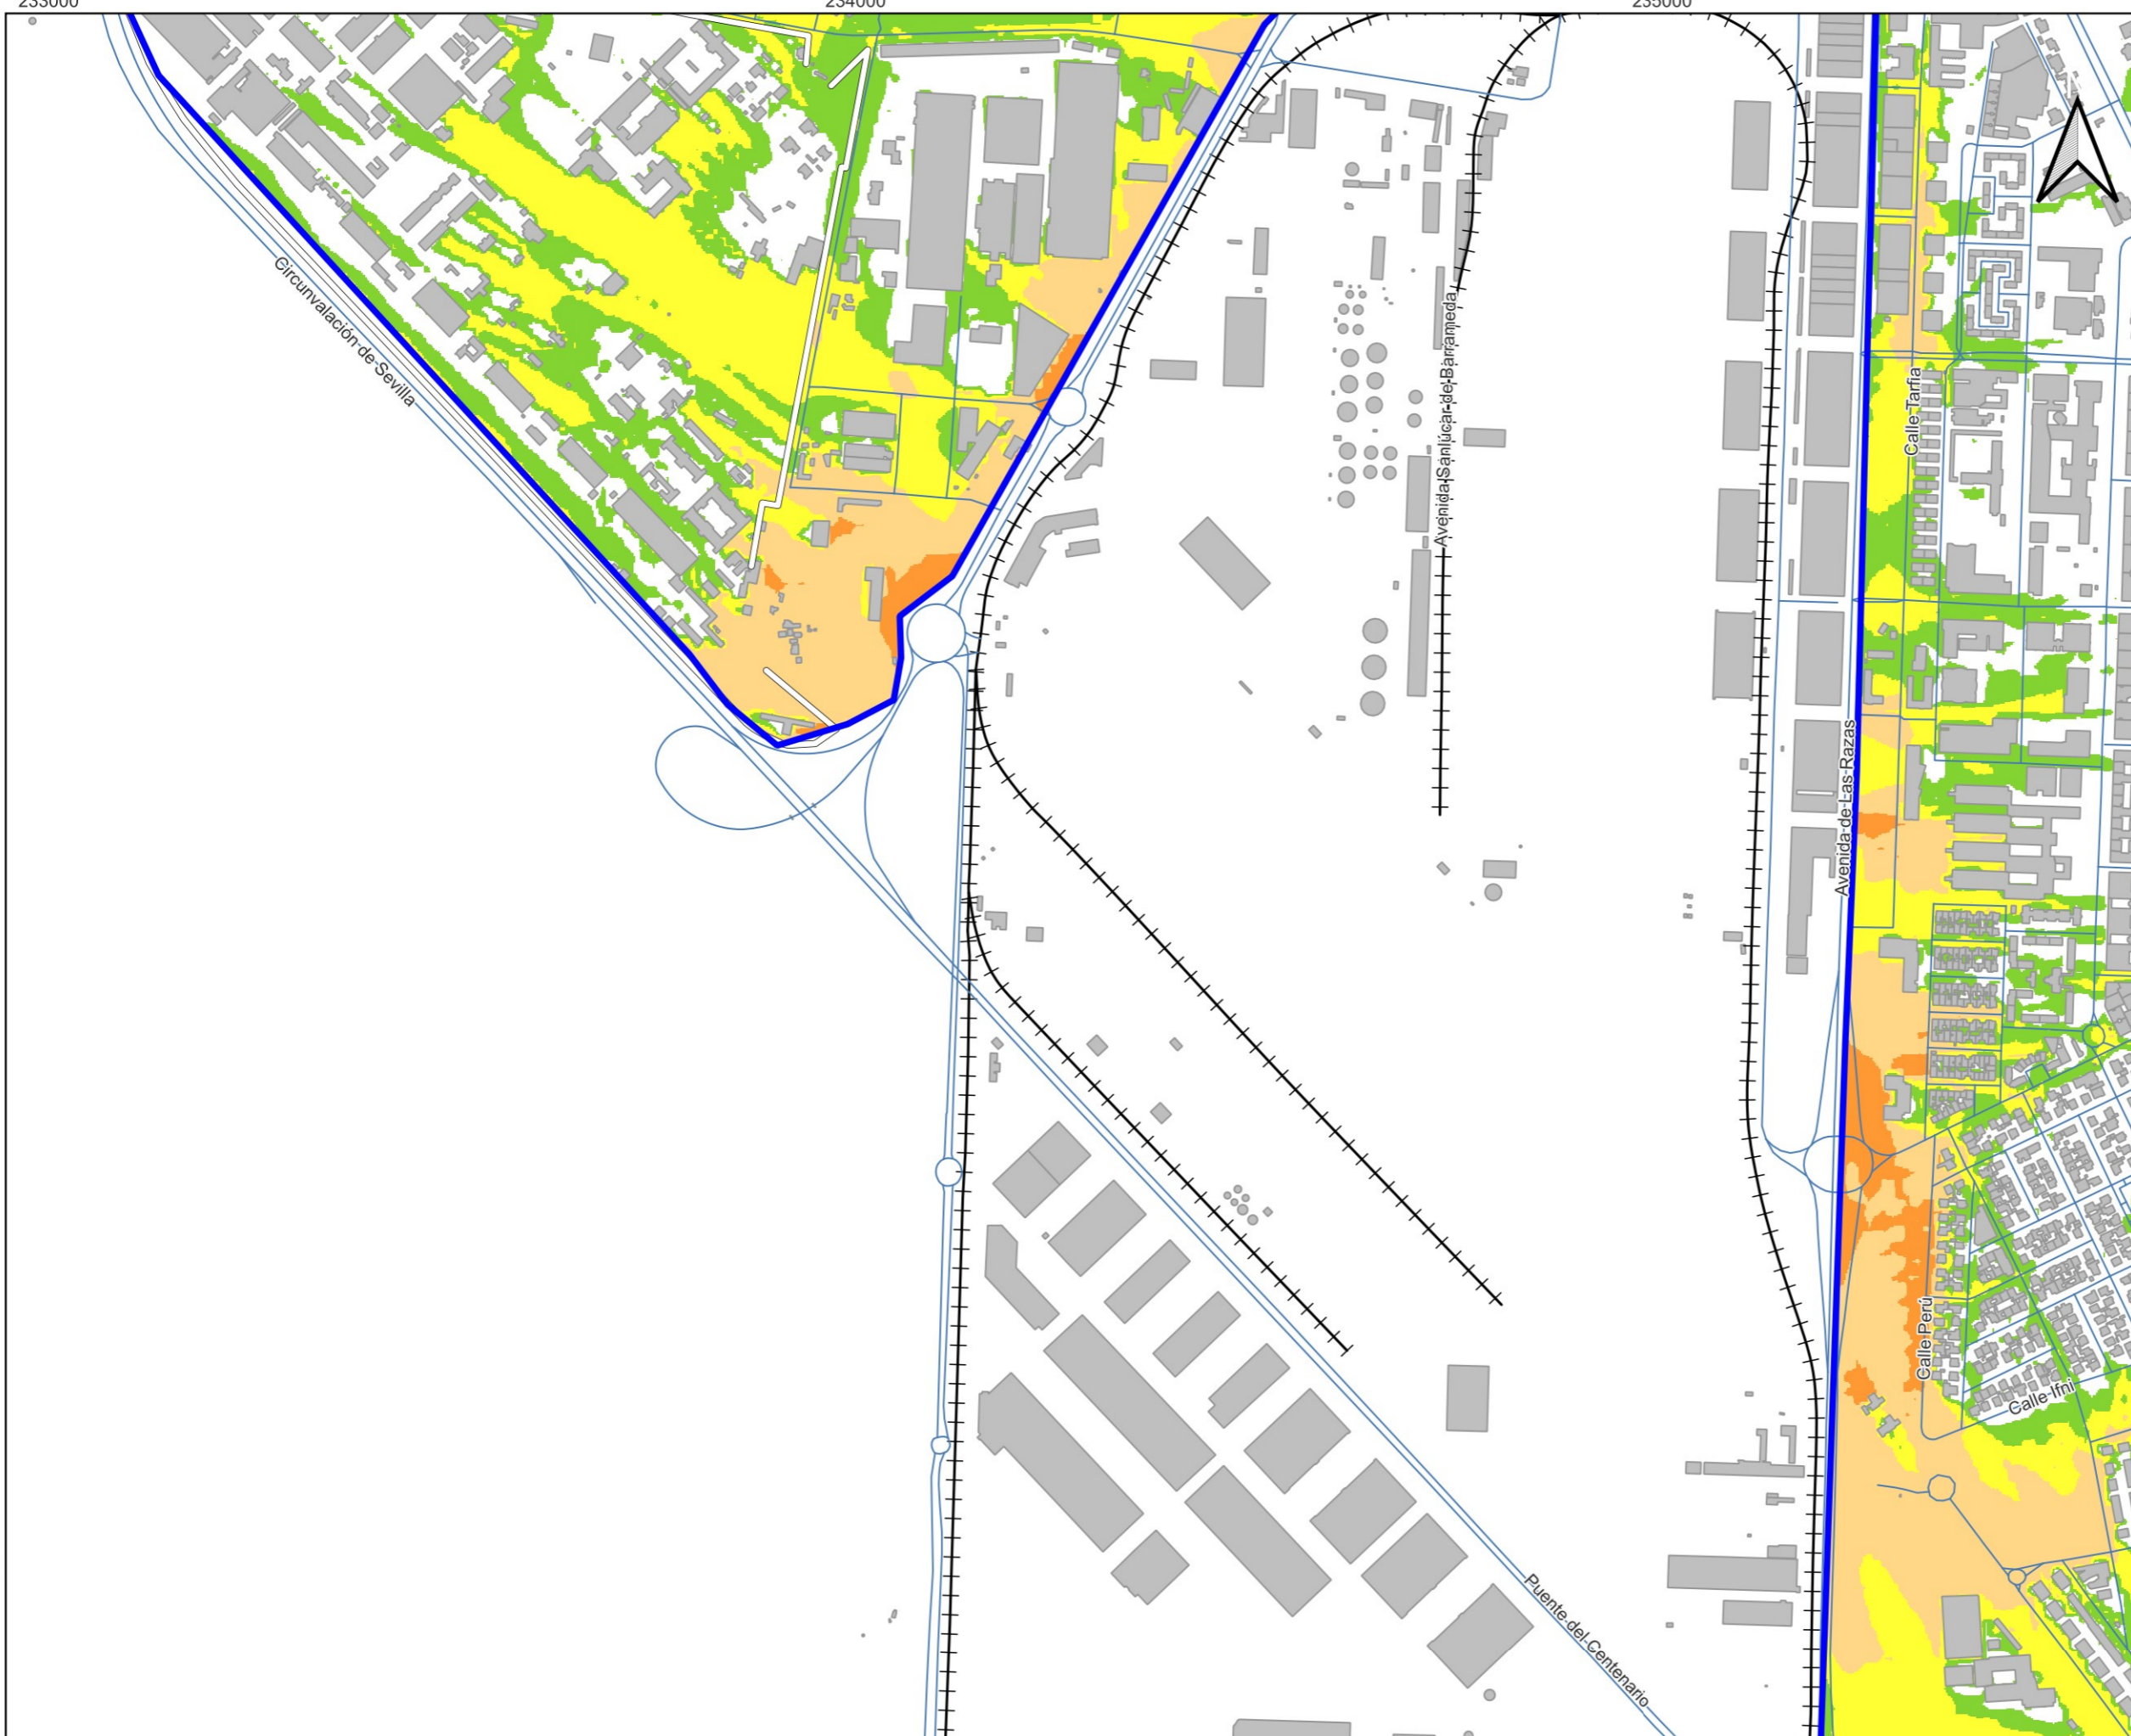 233000
234000
235000
Circunvalación de Sevilla
Avenida Sanlúcar de Barrameda
Calle Tarfia
Avenida de Las Razas
Calle Perú
Calle Ifni
Puente del Centenario